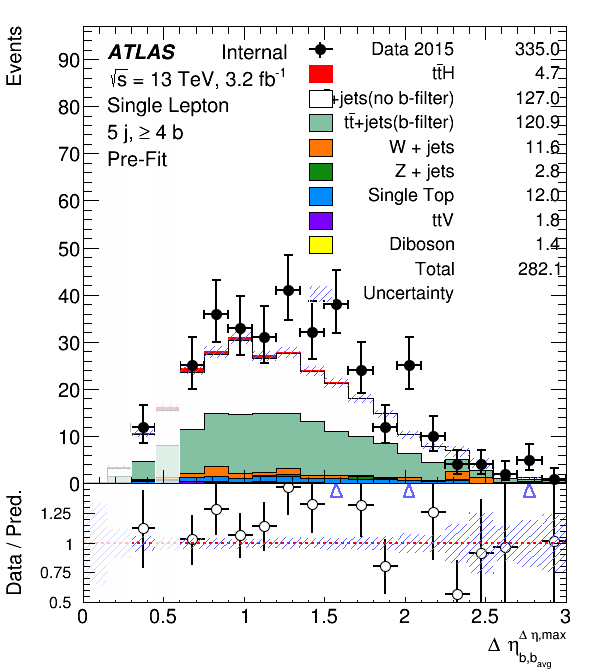 Events
90
80
70
60
50
40
30
20
10
0
ATLAS Internal
√s = 13 TeV, 3.2 fb-1
Single Lepton
5 j, ≥ 4 b
Pre-Fit
Data 2015 335.0
tt̄H 4.7
+jets(no b-filter) 127.0
tt̄+jets(b-filter) 120.9
W + jets 11.6
Z + jets 2.8
Single Top 12.0
ttV 1.8
Diboson 1.4
Total 282.1
Uncertainty
Data / Pred.
1.25
1
0.75
0.5
0 0.5 1 1.5 2 2.5 3
Δ η Δ η,max b,b avg